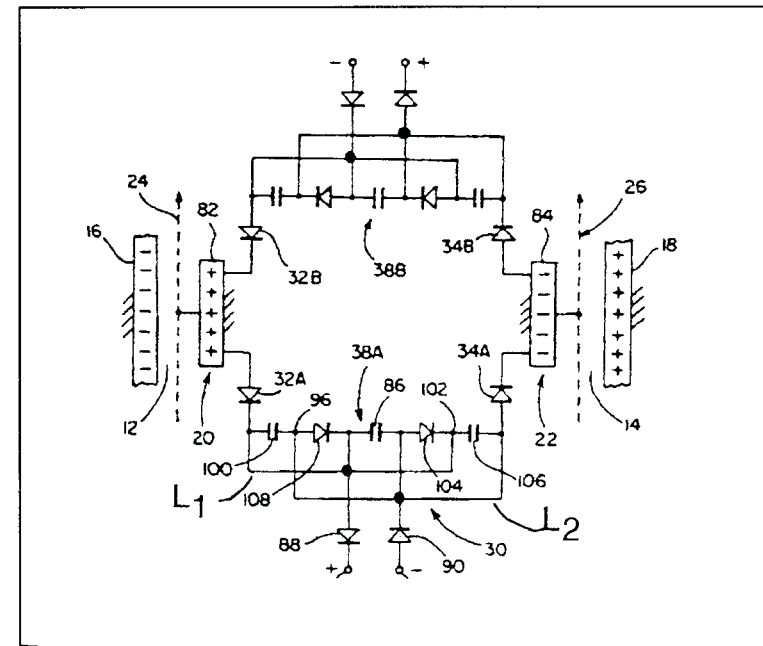 - +
24
26
16
82
84
18
32B
38B
34B
- + - +
- + - +
- + - +
- + - +
- + - +
-  +
-  +
32A
38A
86
102
34A
96
12
20
22
14
100
108
104
106
L1
L2
88
30
90
+ -